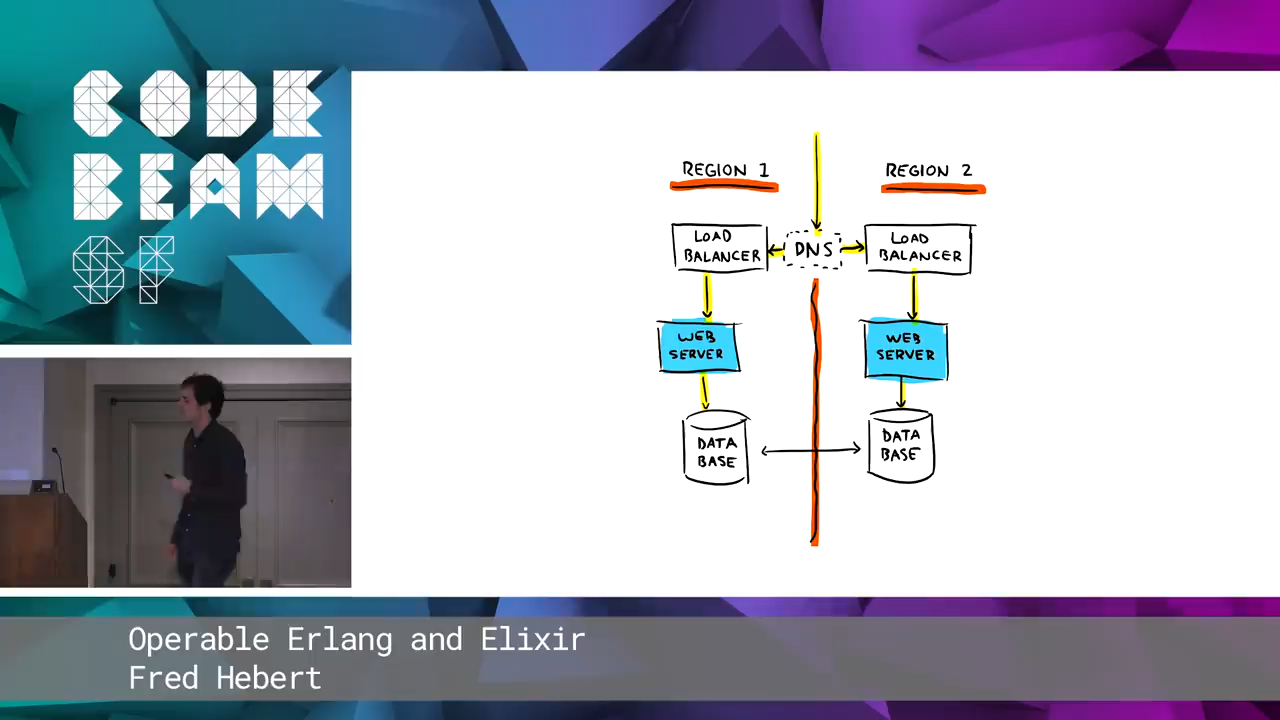 CODE
BEAM
SF
REGION 1
REGION 2
LOAD
BALANCER
DNS
LOAD
BALANCER
WEB
SERVER
WEB
SERVER
DATA
BASE
DATA
BASE
Operable Erlang and Elixir
Fred Hebert